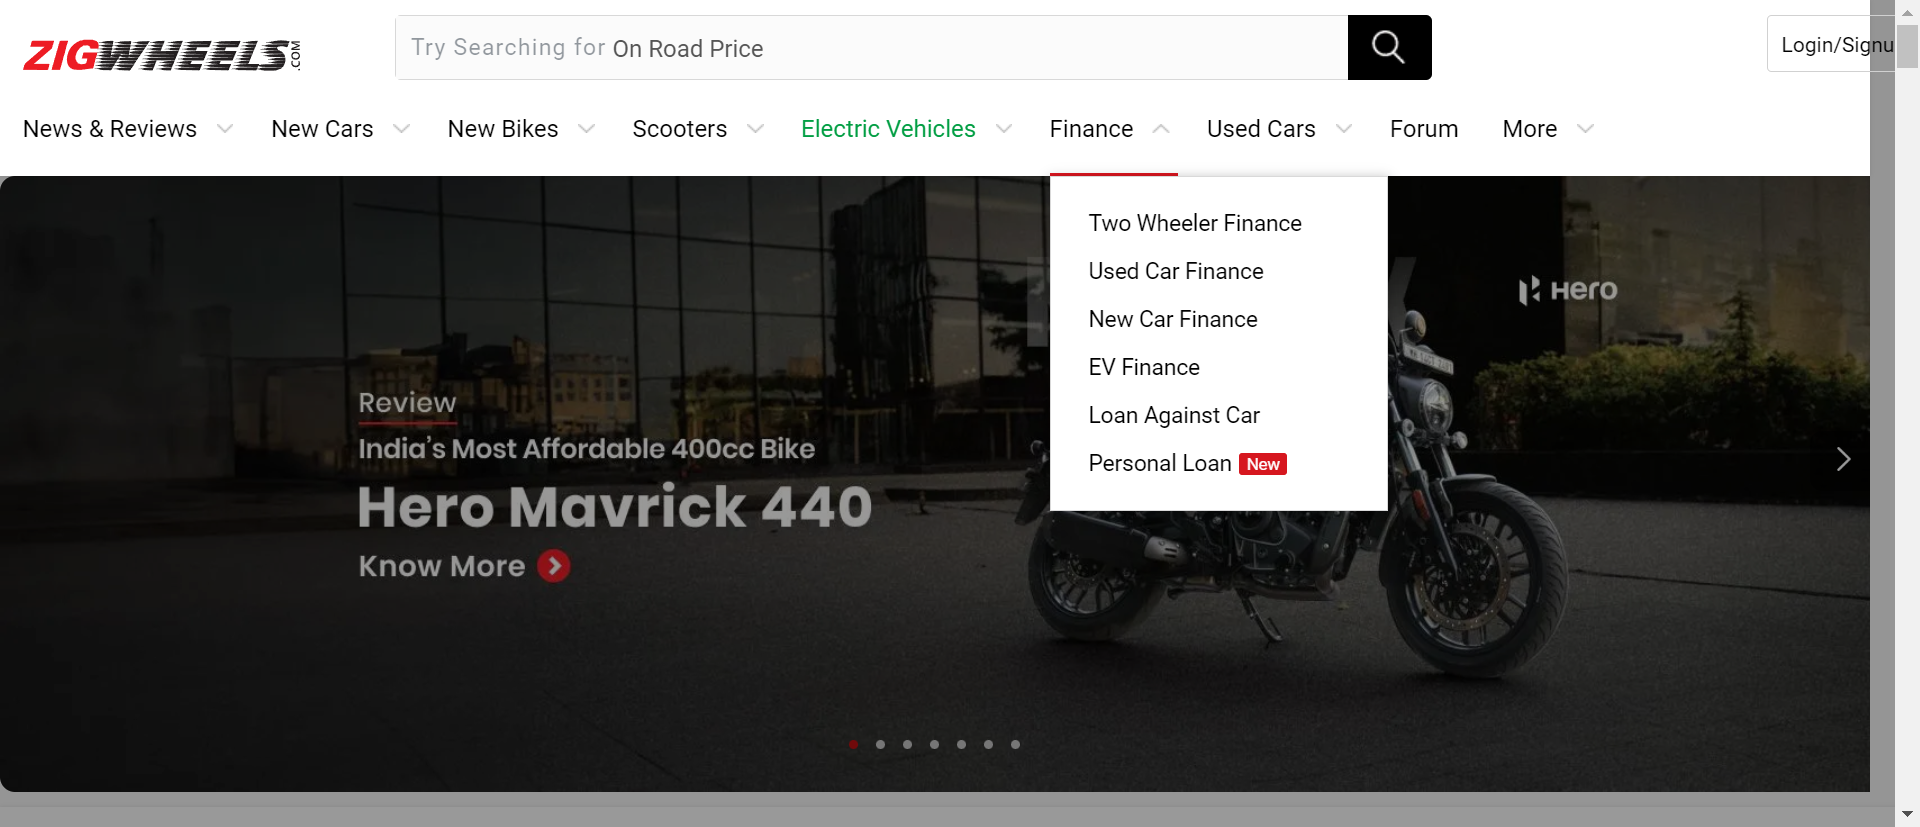 ZIGWHEELS.COM
Try Searching for On Road Price
Login/Signu
News & Reviews
New Cars
New Bikes
Scooters
Electric Vehicles
Finance
Used Cars
Forum
More
Two Wheeler Finance
Used Car Finance
New Car Finance
EV Finance
Loan Against Car
Personal Loan New
Hero
Review
India's Most Affordable 400cc Bike
Hero Mavrick 440
Know More